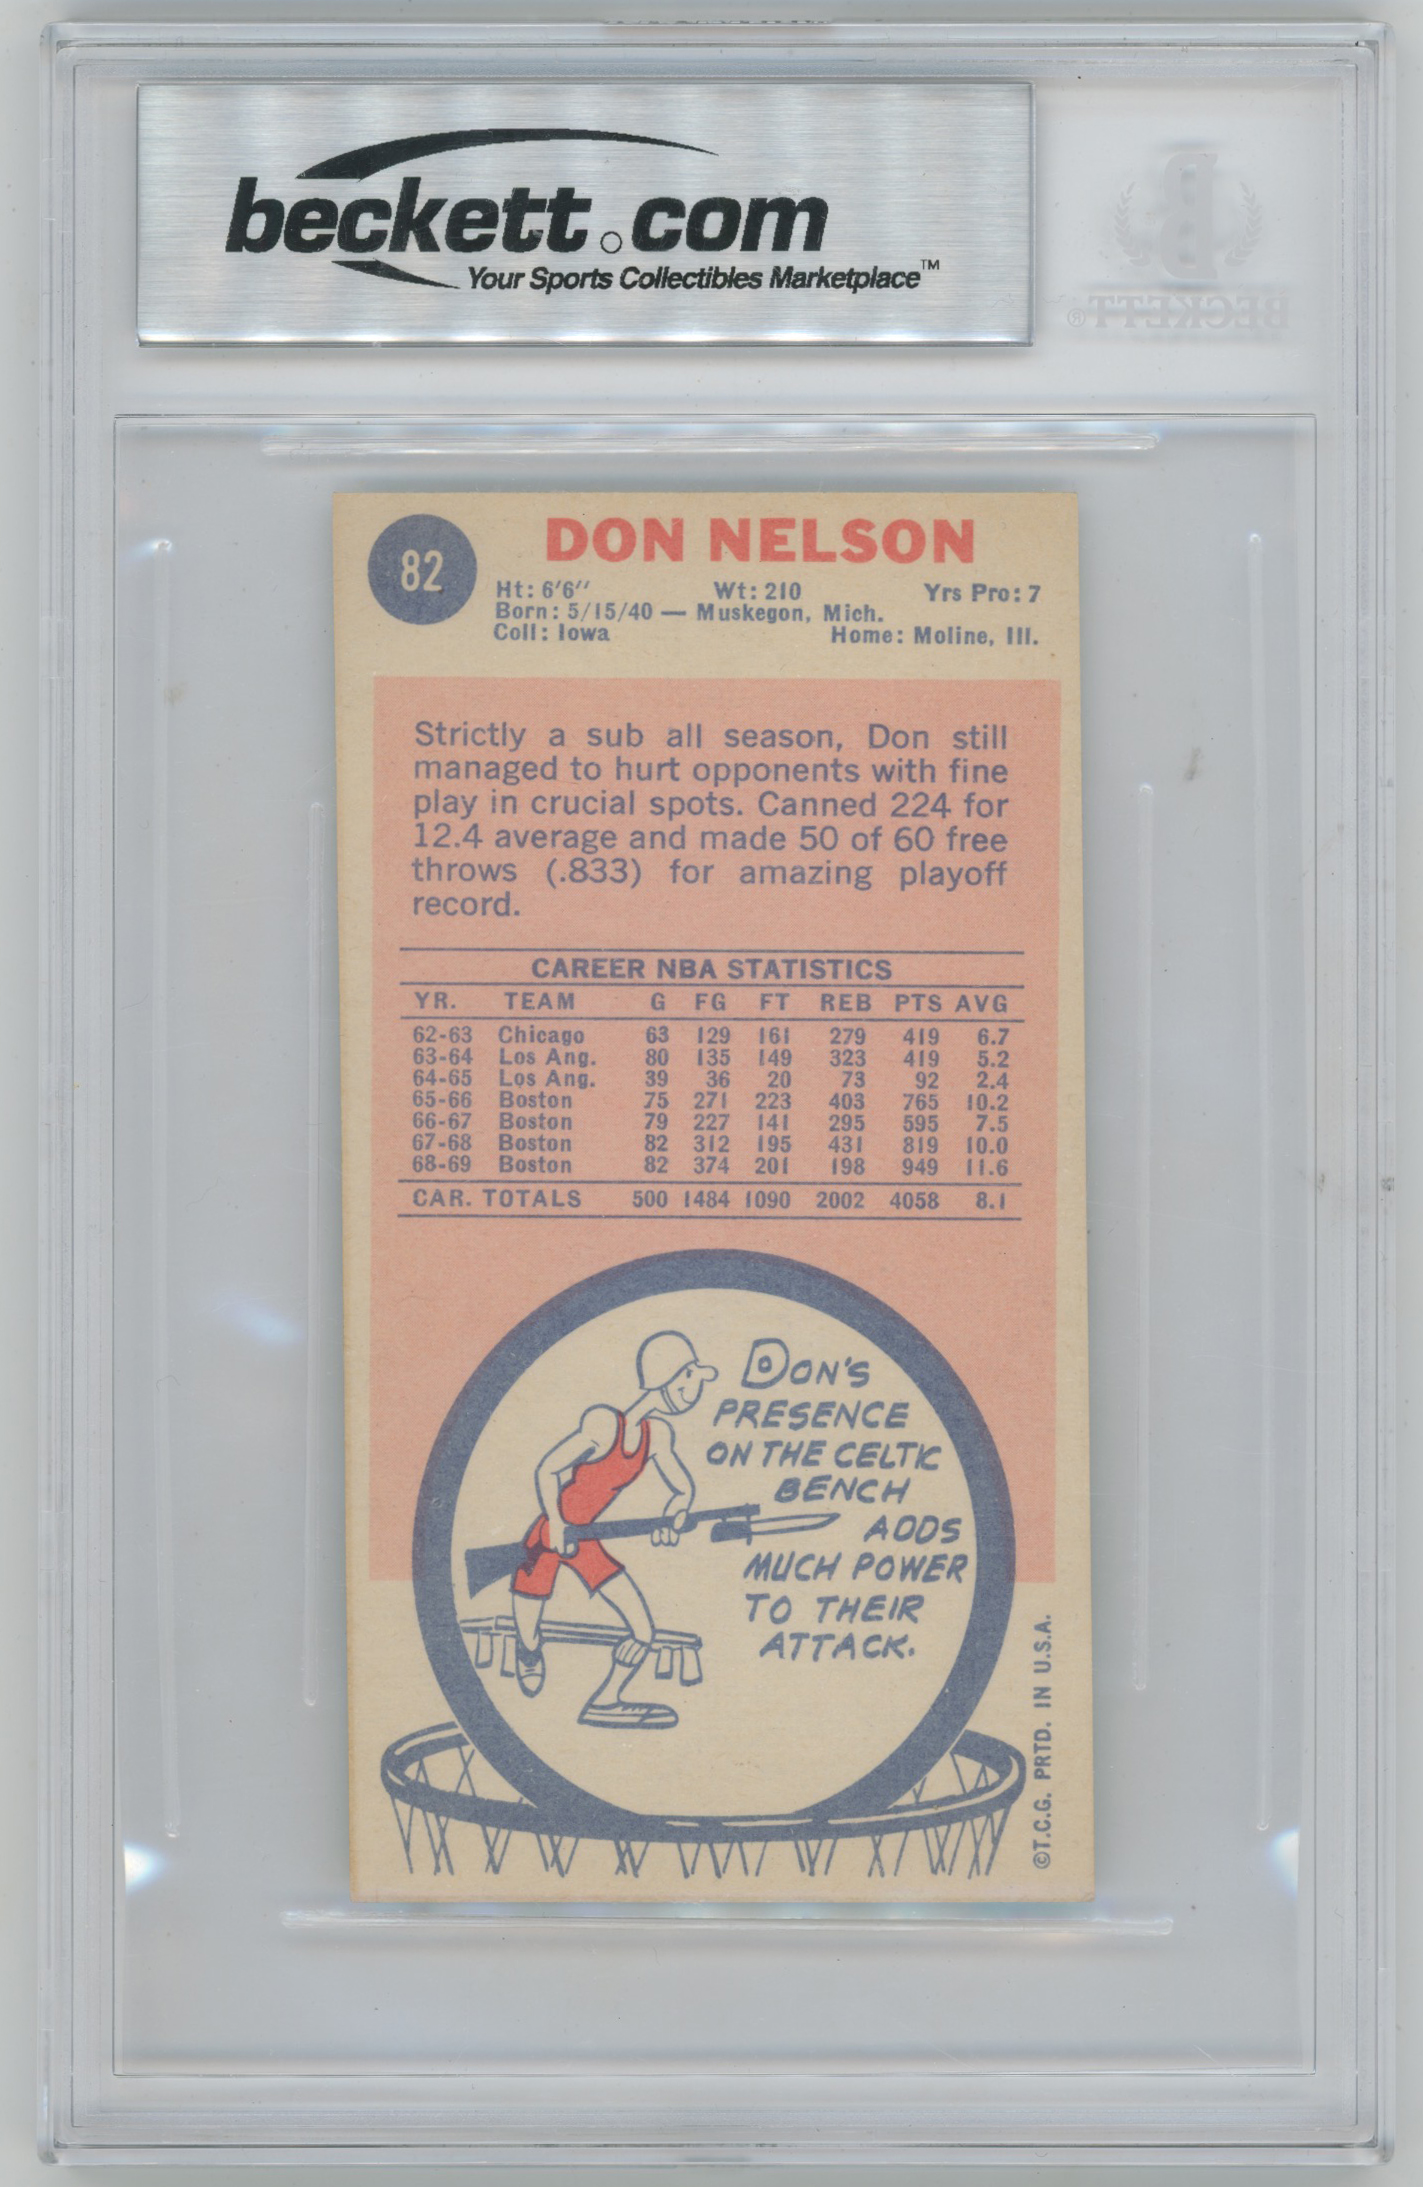 beckett.com
Your Sports Collectibles Marketplace™
BECKETT®
82
DON NELSON
Ht: 6'6'' Wt: 210 Yrs Pro: 7
Born: 5/15/40 — Muskegon, Mich.
Coll: Iowa Home: Moline, Ill.
Strictly a sub all season, Don still
managed to hurt opponents with fine
play in crucial spots. Canned 224 for
12.4 average and made 50 of 60 free
throws (.833) for amazing playoff
record.
CAREER NBA STATISTICS
YR. TEAM G FG FT REB PTS AVG
62-63 Chicago 63 129 161 279 419 6.7
63-64 Los Ang. 80 135 149 323 419 5.2
64-65 Los Ang. 39 36 20 73 92 2.4
65-66 Boston 75 271 223 403 765 10.2
66-67 Boston 79 227 141 295 595 7.5
67-68 Boston 82 312 195 431 819 10.0
68-69 Boston 82 374 201 198 949 11.6
CAR. TOTALS 500 1484 1090 2002 4058 8.1
DON'S
PRESENCE
ON THE CELTIC
BENCH
ADDS
MUCH POWER
TO THEIR
ATTACK.
©T.C.G. PRTD. IN U.S.A.